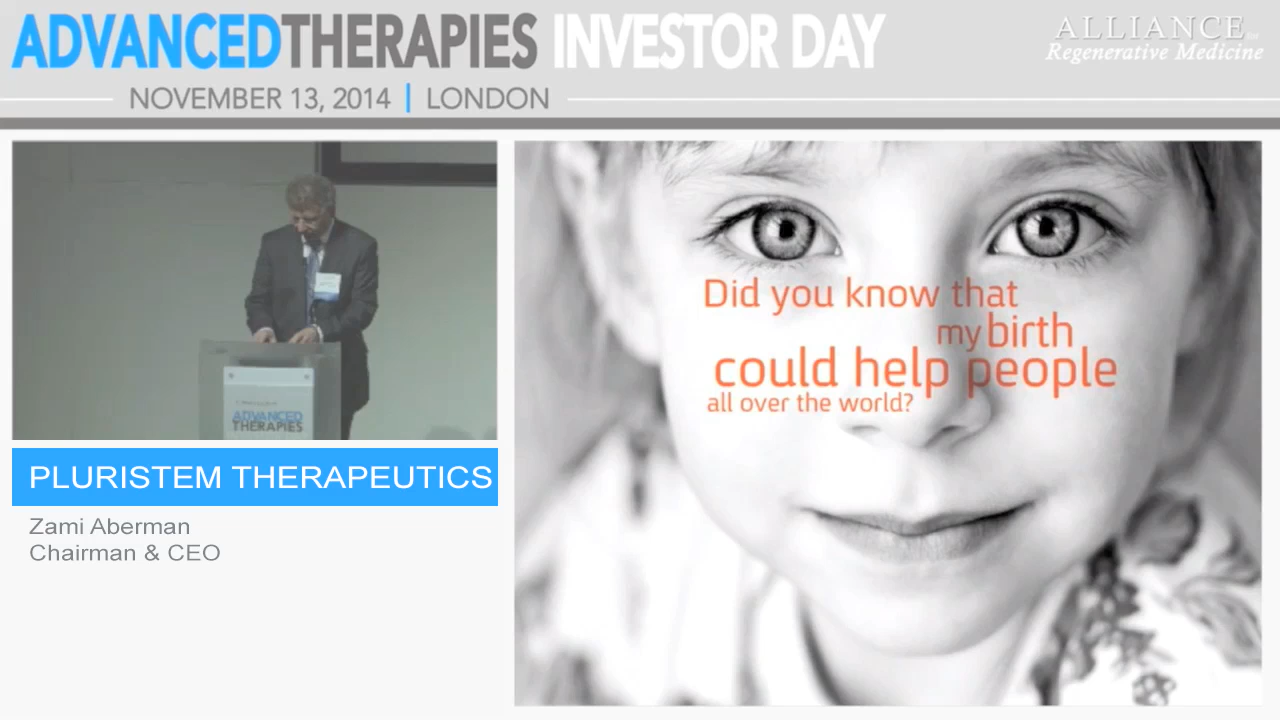 ADVANCEDTHERAPIES INVESTOR DAY
ALLIANCE
Regenerative Medicine
NOVEMBER 13, 2014 | LONDON
ADVANCED
THERAPIES
PLURISTEM THERAPEUTICS
Zami Aberman
Chairman & CEO
Did you know that
my birth
could help people
all over the world?